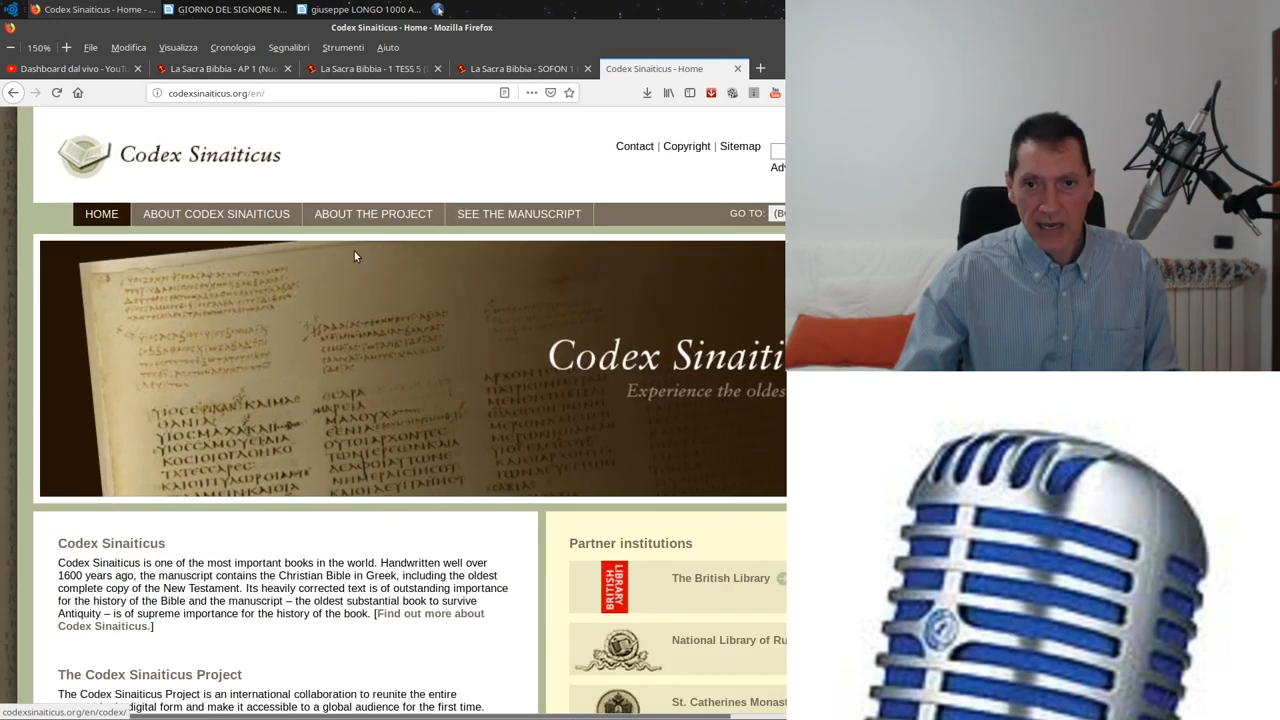 Codex Sinaiticus - Home - ...
GIORNO DEL SIGNORE N...
giuseppe LONGO 1000 A...
Codex Sinaiticus - Home - Mozilla Firefox
150%
File
Modifica
Visualizza
Cronologia
Segnalibri
Strumenti
Aiuto
Dashboard dal vivo - YouTu
La Sacra Bibbia - AP 1 (Nuo
La Sacra Bibbia - 1 TESS 5 (
La Sacra Bibbia - SOFON 1
Codex Sinaiticus - Home
codexsinaiticus.org/en/
Codex Sinaiticus
Contact | Copyright | Sitemap
Ad
HOME
ABOUT CODEX SINAITICUS
ABOUT THE PROJECT
SEE THE MANUSCRIPT
GO TO:
(B
Codex Sinaiti
Experience the oldes
Codex Sinaiticus
Codex Sinaiticus is one of the most important books in the world. Handwritten well over
1600 years ago, the manuscript contains the Christian Bible in Greek, including the oldest
complete copy of the New Testament. Its heavily corrected text is of outstanding importance
for the history of the Bible and the manuscript – the oldest substantial book to survive
Antiquity – is of supreme importance for the history of the book. [Find out more about
Codex Sinaiticus.]
The Codex Sinaiticus Project
The Codex Sinaiticus Project is an international collaboration to reunite the entire
digital form and make it accessible to a global audience for the first time.
Partner institutions
BRITISH
LIBRARY
The British Library
National Library of Ru
St. Catherines Monast
codexsinaiticus.org/en/codex/